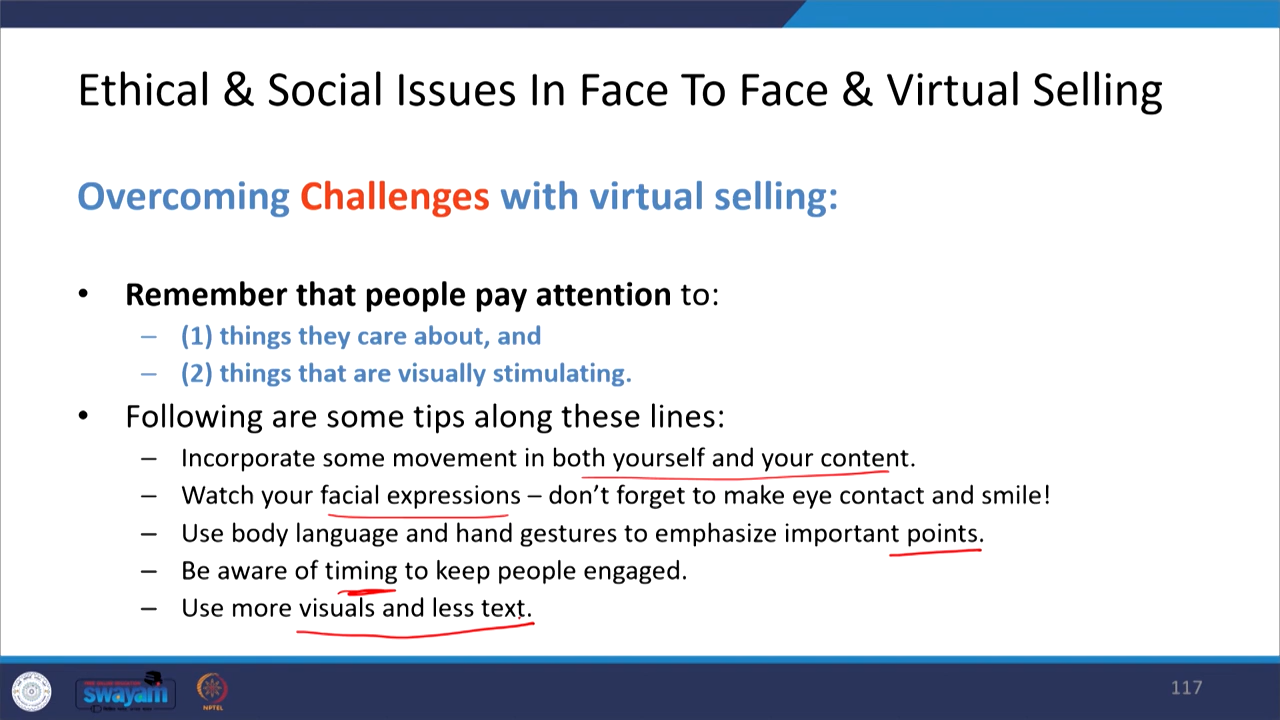 Ethical & Social Issues In Face To Face & Virtual Selling
Overcoming Challenges with virtual selling:
• Remember that people pay attention to:
– (1) things they care about, and
– (2) things that are visually stimulating.
• Following are some tips along these lines:
– Incorporate some movement in both yourself and your content.
– Watch your facial expressions – don't forget to make eye contact and smile!
– Use body language and hand gestures to emphasize important points.
– Be aware of timing to keep people engaged.
– Use more visuals and less text.
swayam
NPTEL
117